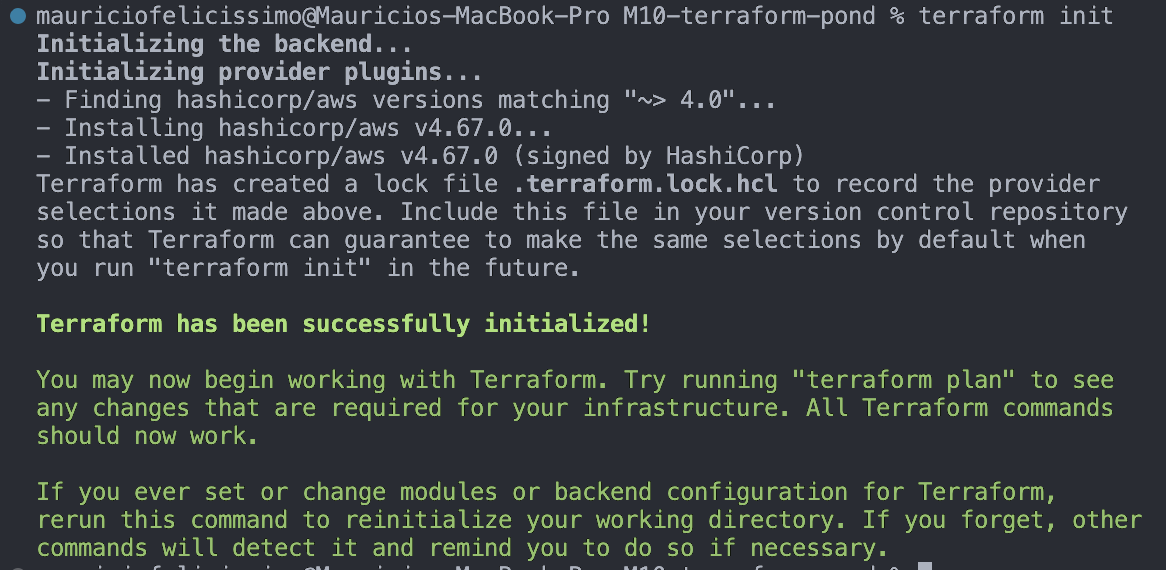 mauriciofelicissimo@Mauricios-MacBook-Pro M10-terraform-pond % terraform init
Initializing the backend...
Initializing provider plugins...
- Finding hashicorp/aws versions matching "~> 4.0"...
- Installing hashicorp/aws v4.67.0...
- Installed hashicorp/aws v4.67.0 (signed by HashiCorp)
Terraform has created a lock file .terraform.lock.hcl to record the provider
selections it made above. Include this file in your version control repository
so that Terraform can guarantee to make the same selections by default when
you run "terraform init" in the future.
Terraform has been successfully initialized!
You may now begin working with Terraform. Try running "terraform plan" to see
any changes that are required for your infrastructure. All Terraform commands
should now work.
If you ever set or change modules or backend configuration for Terraform,
rerun this command to reinitialize your working directory. If you forget, other
commands will detect it and remind you to do so if necessary.